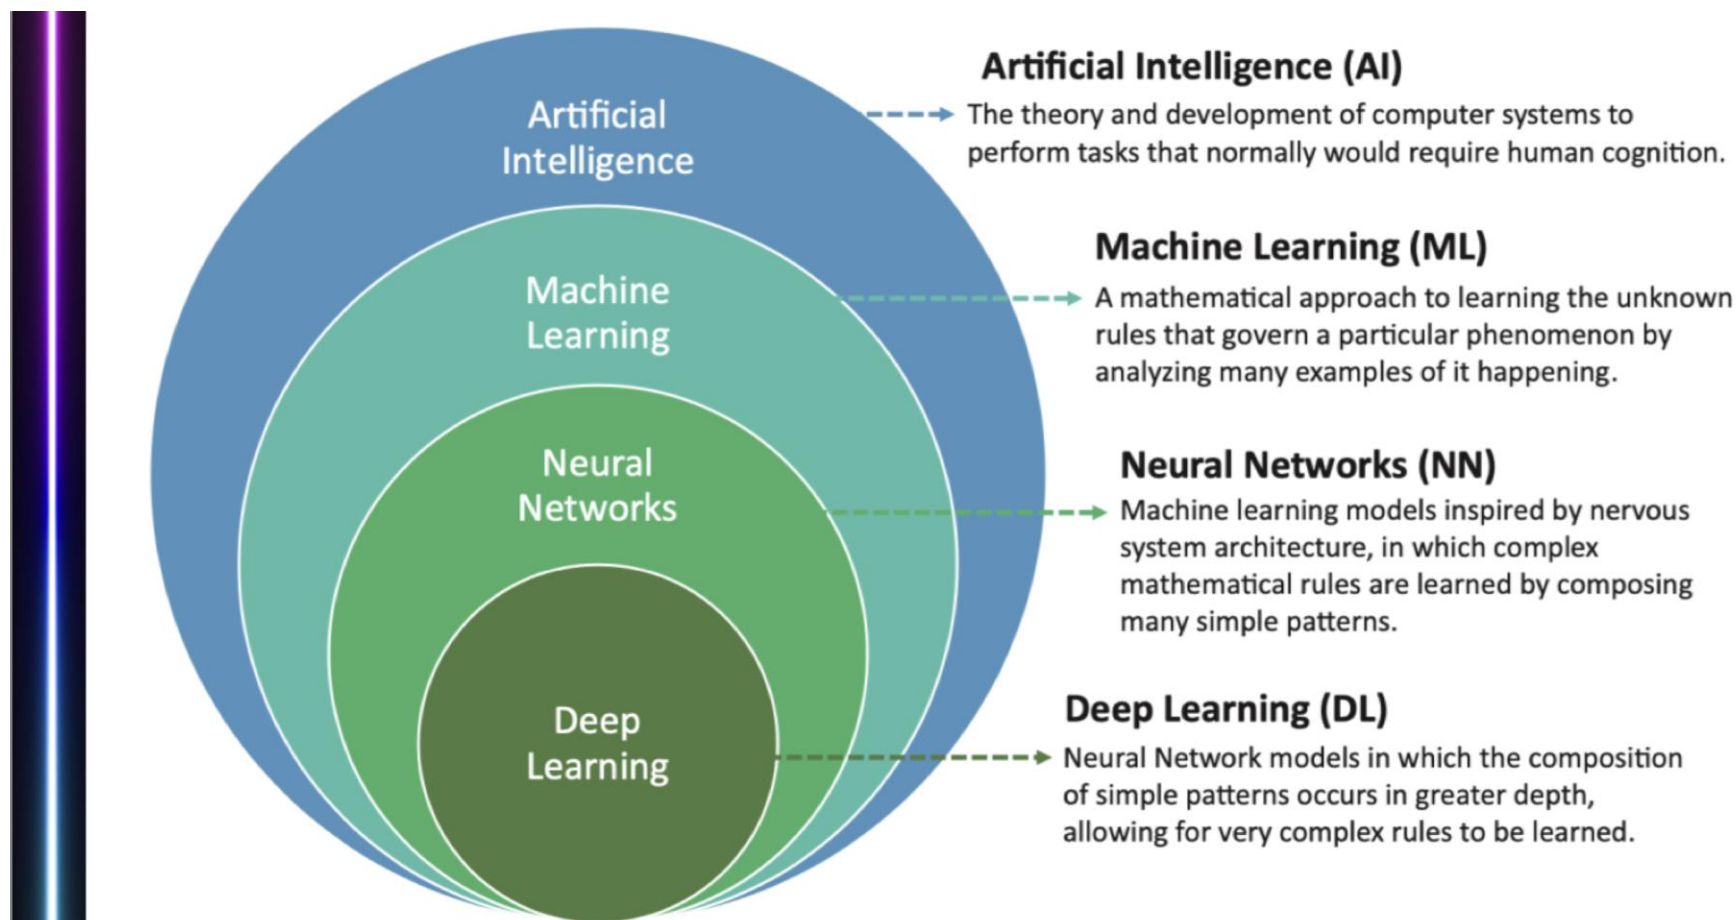 Artificial
Intelligence
Machine
Learning
Neural
Networks
Deep
Learning
Artificial Intelligence (AI)
The theory and development of computer systems to
perform tasks that normally would require human cognition.
Machine Learning (ML)
A mathematical approach to learning the unknown
rules that govern a particular phenomenon by
analyzing many examples of it happening.
Neural Networks (NN)
Machine learning models inspired by nervous
system architecture, in which complex
mathematical rules are learned by composing
many simple patterns.
Deep Learning (DL)
Neural Network models in which the composition
of simple patterns occurs in greater depth,
allowing for very complex rules to be learned.